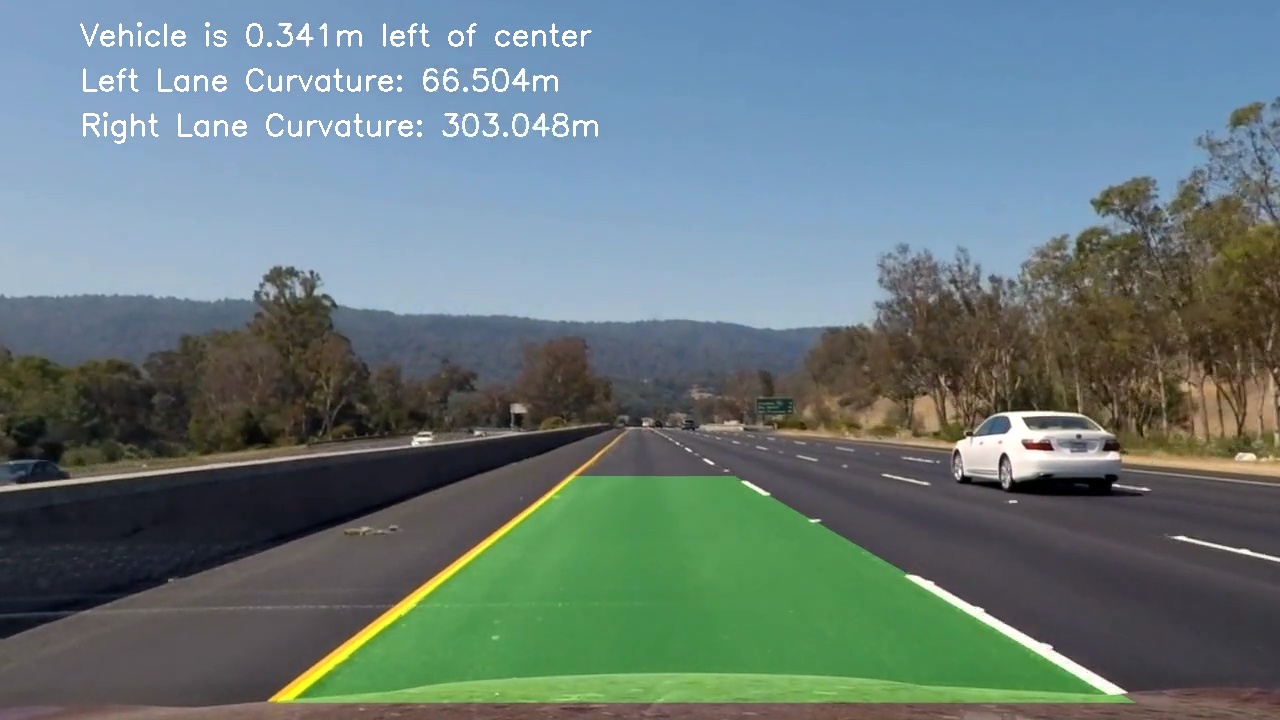 Vehicle is 0.341m left of center
Left Lane Curvature: 66.504m
Right Lane Curvature: 303.048m